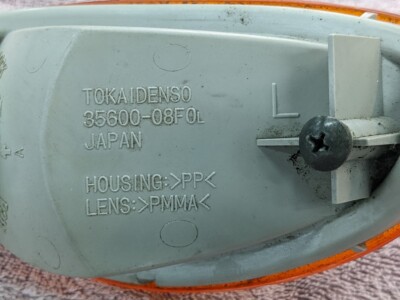 TOKAIDENSO
35600-08F0L
JAPAN
L
HOUSING:>PP<
LENS:>PMMA<